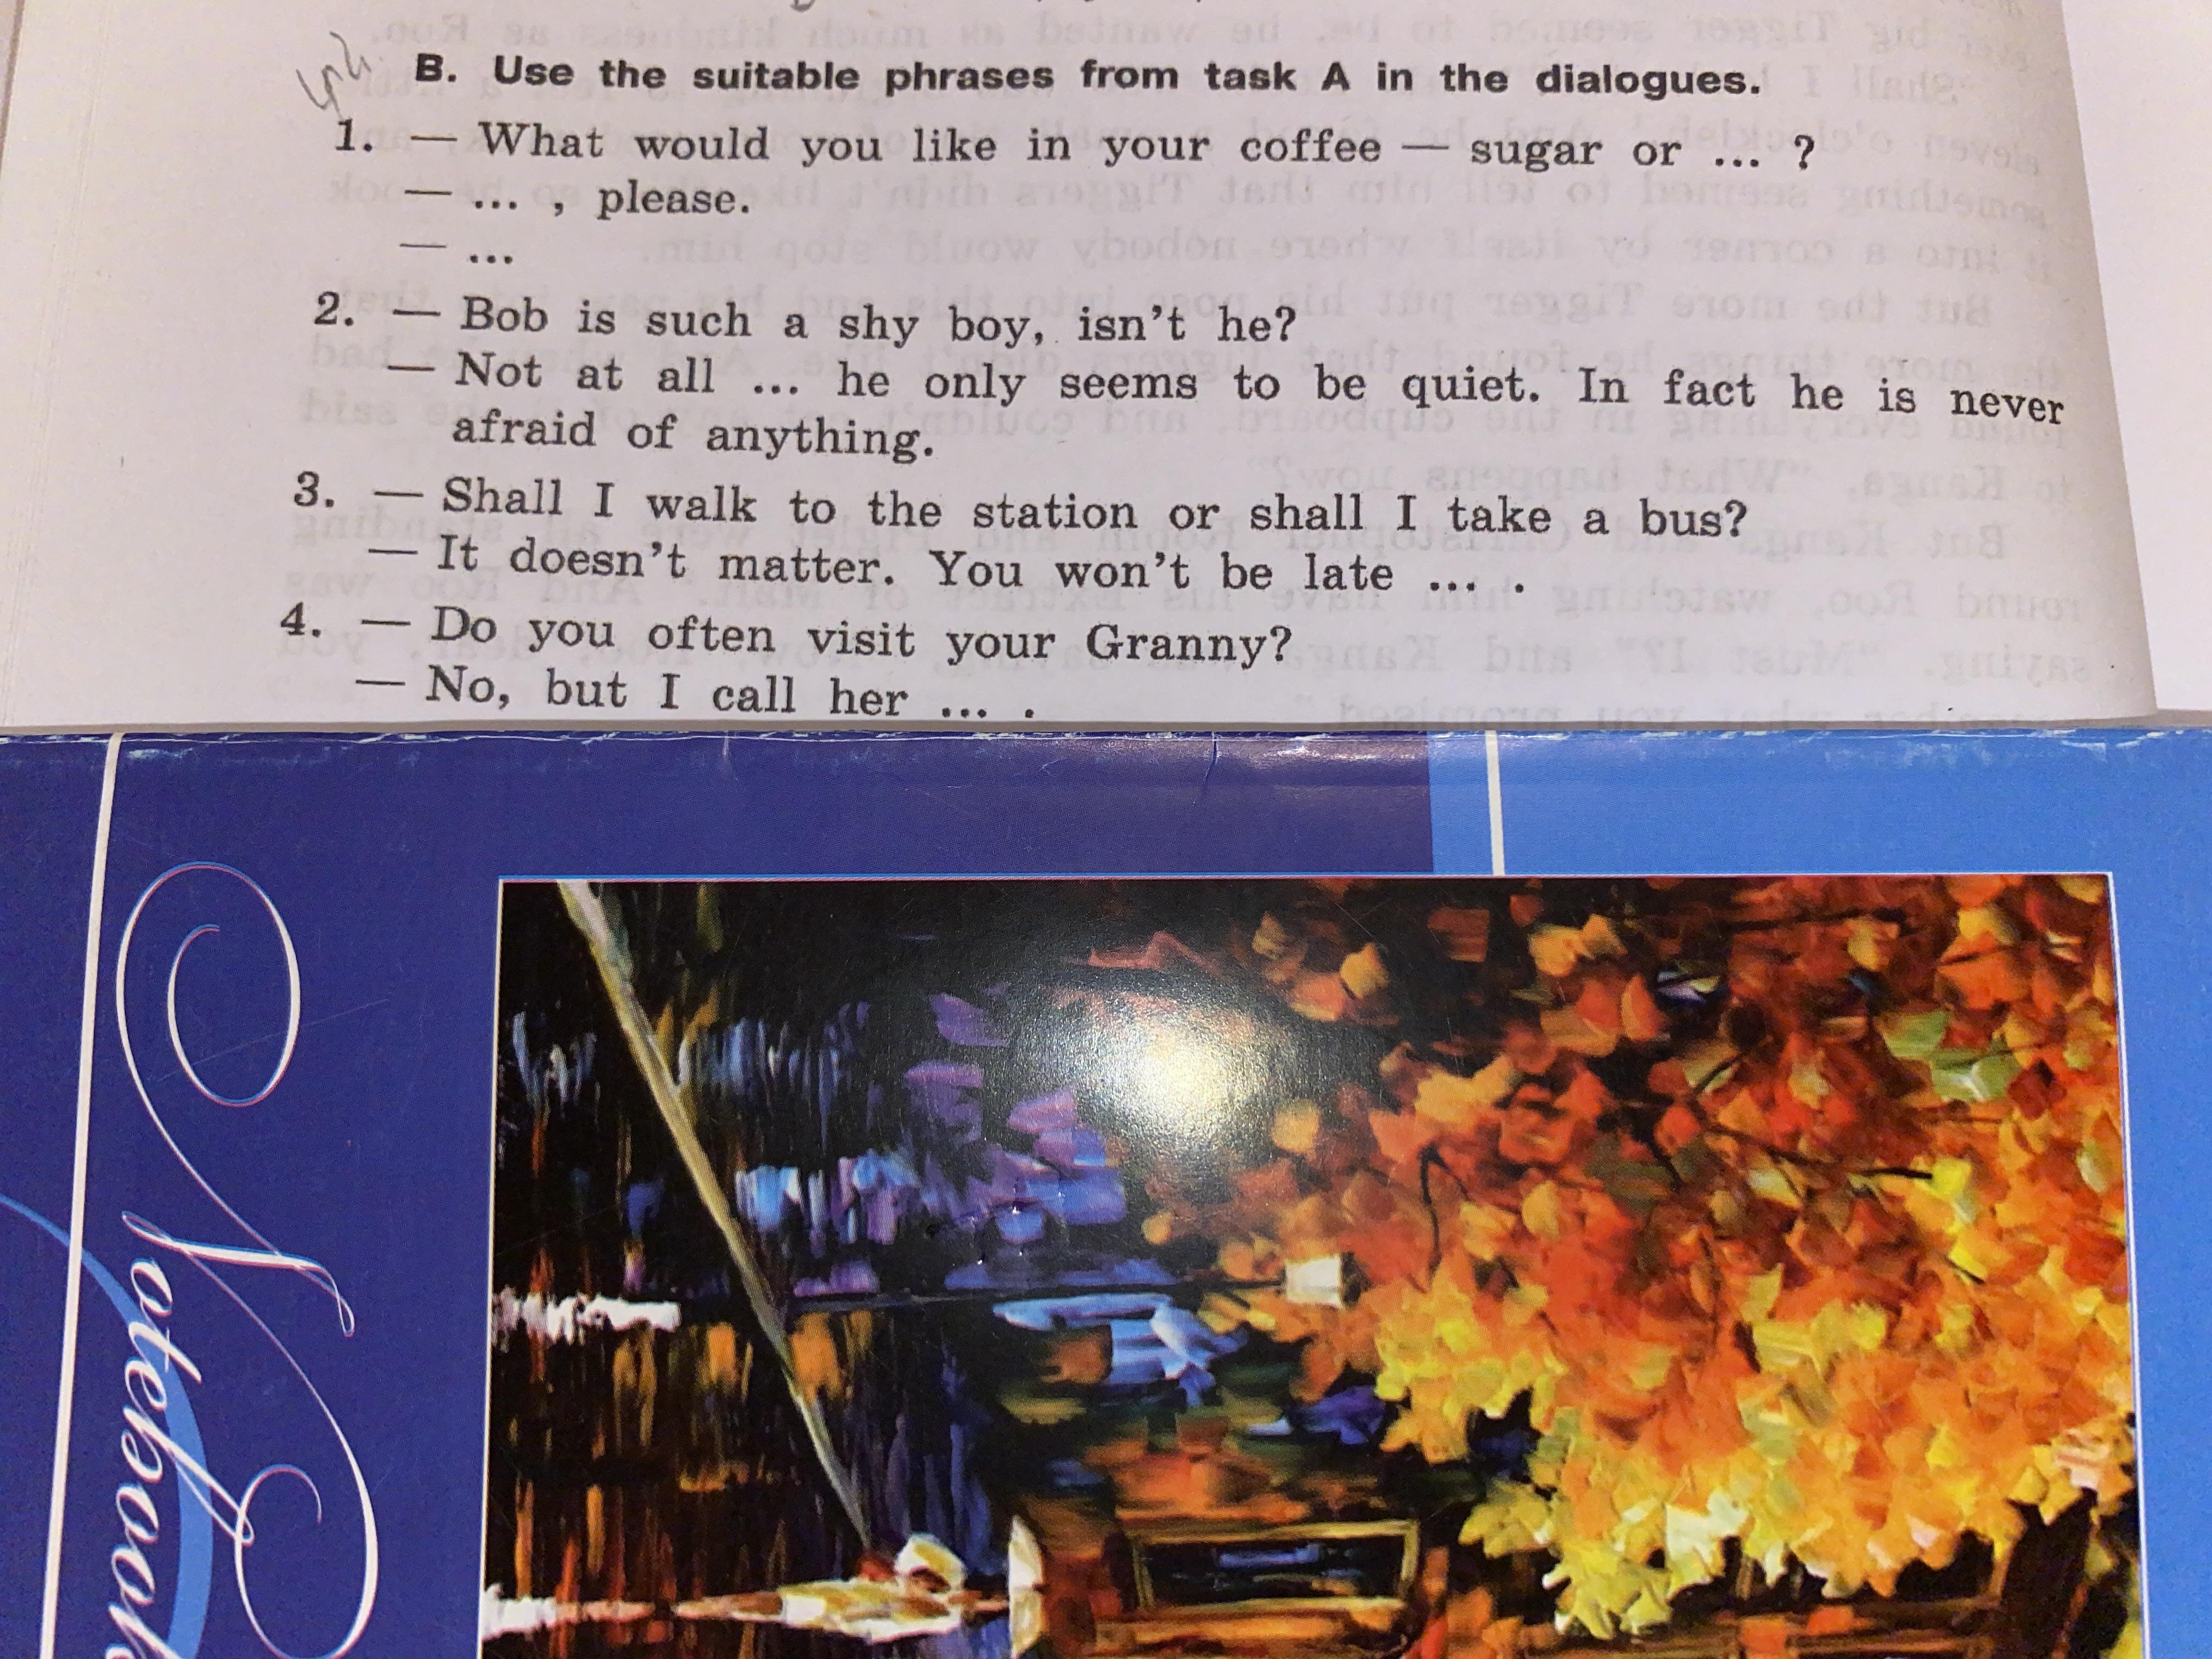 B. Use the suitable phrases from task A in the dialogues.
1. — What would you like in your coffee — sugar or ... ?
— ... , please.
— ...
2. — Bob is such a shy boy, isn't he?
— Not at all ... he only seems to be quiet. In fact he is never
afraid of anything.
3. — Shall I walk to the station or shall I take a bus?
— It doesn't matter. You won't be late ... .
4. — Do you often visit your Granny?
— No, but I call her ... .
Notebook